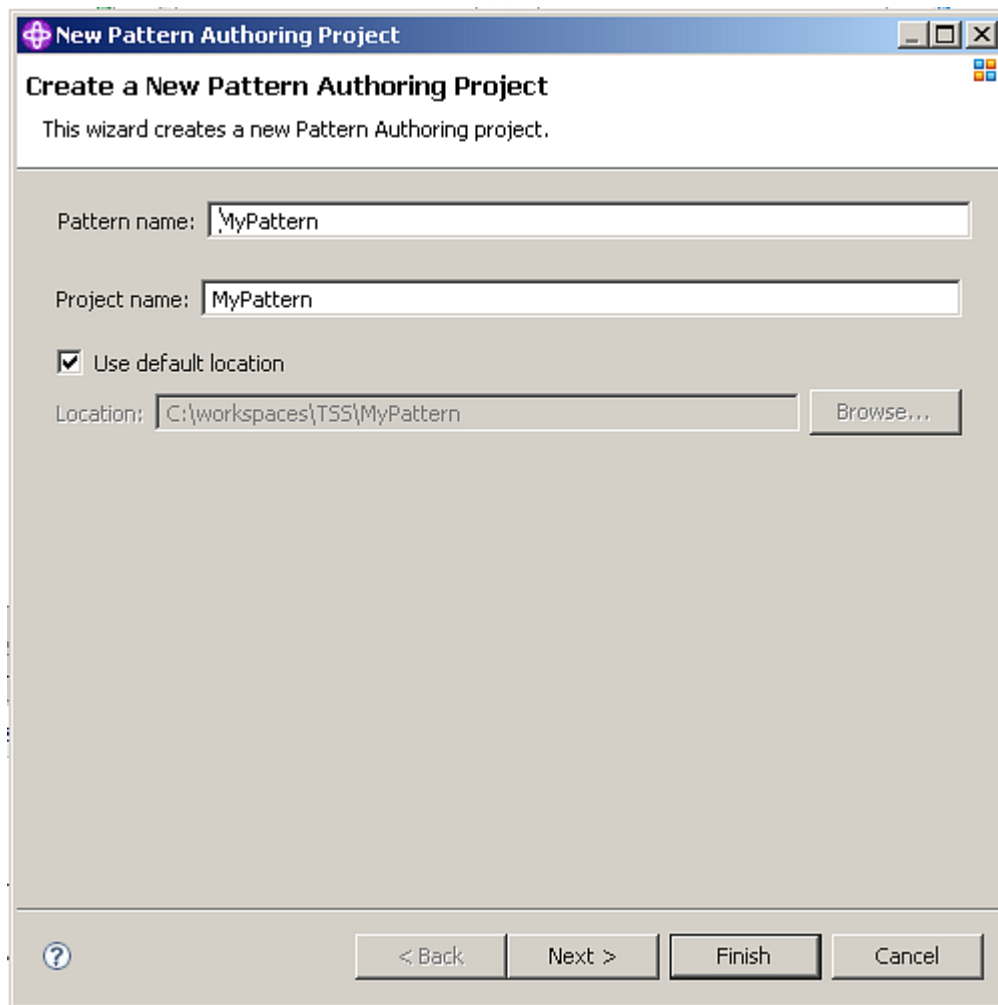 New Pattern Authoring Project
Create a New Pattern Authoring Project
This wizard creates a new Pattern Authoring project.
Pattern name: MyPattern
Project name: MyPattern
Use default location
Location: C:\workspaces\TSS\MyPattern Browse...
< Back Next > Finish Cancel